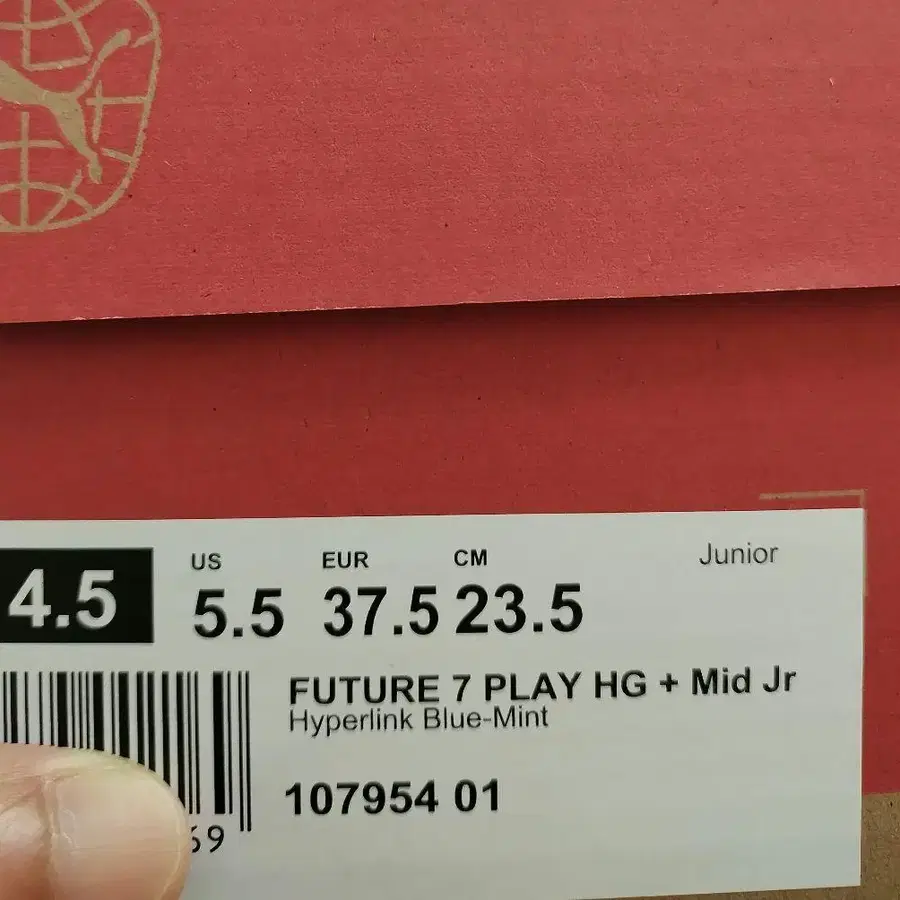 US EUR CM Junior
4.5 5.5 37.5 23.5
FUTURE 7 PLAY HG + Mid Jr
Hyperlink Blue-Mint
107954 01
69